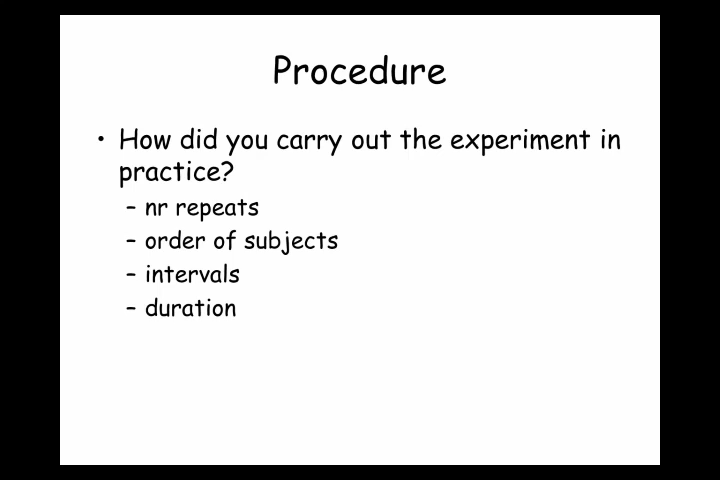 Procedure
• How did you carry out the experiment in
practice?
– nr repeats
– order of subjects
– intervals
– duration